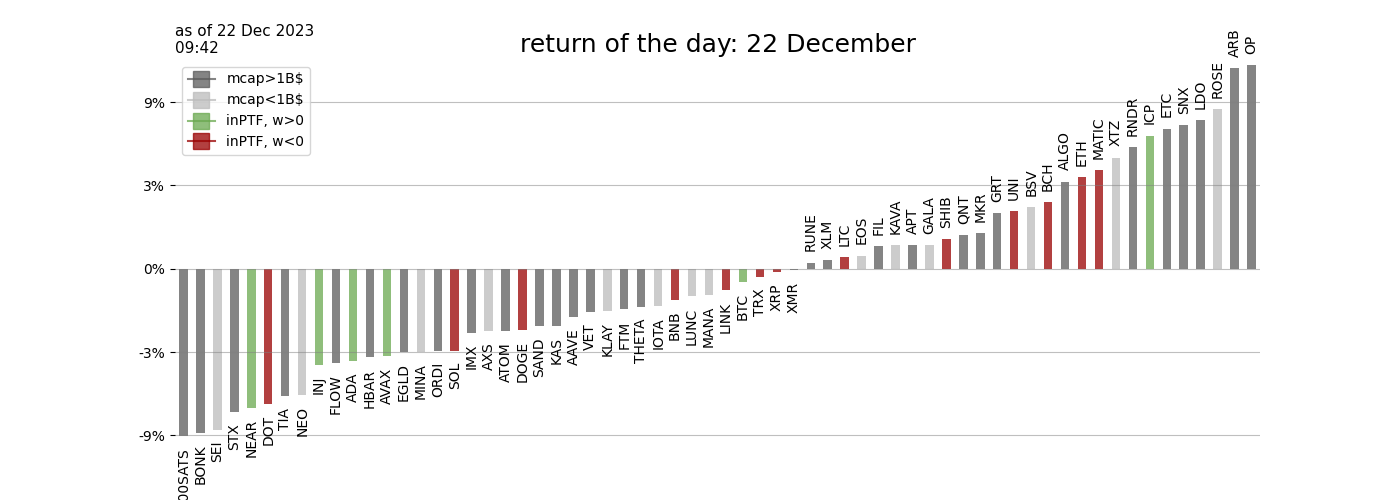 as of 22 Dec 2023
09:42
return of the day: 22 December
mcap>1B$
mcap<1B$
inPTF, w>0
inPTF, w<0
9%
3%
0%
-3%
-9%
00SATS
BONK
SEI
STX
NEAR
DOT
TIA
NEO
INJ
FLOW
ADA
HBAR
AVAX
EGLD
MINA
ORDI
SOL
IMX
AXS
ATOM
DOGE
SAND
KAS
AAVE
VET
KLAY
FTM
THETA
IOTA
BNB
LUNC
MANA
LINK
BTC
TRX
XRP
XMR
RUNE
XLM
LTC
EOS
FIL
KAVA
APT
GALA
SHIB
QNT
MKR
GRT
UNI
BSV
BCH
ALGO
ETH
MATIC
XTZ
RNDR
ICP
ETC
SNX
LDO
ROSE
ARB
OP